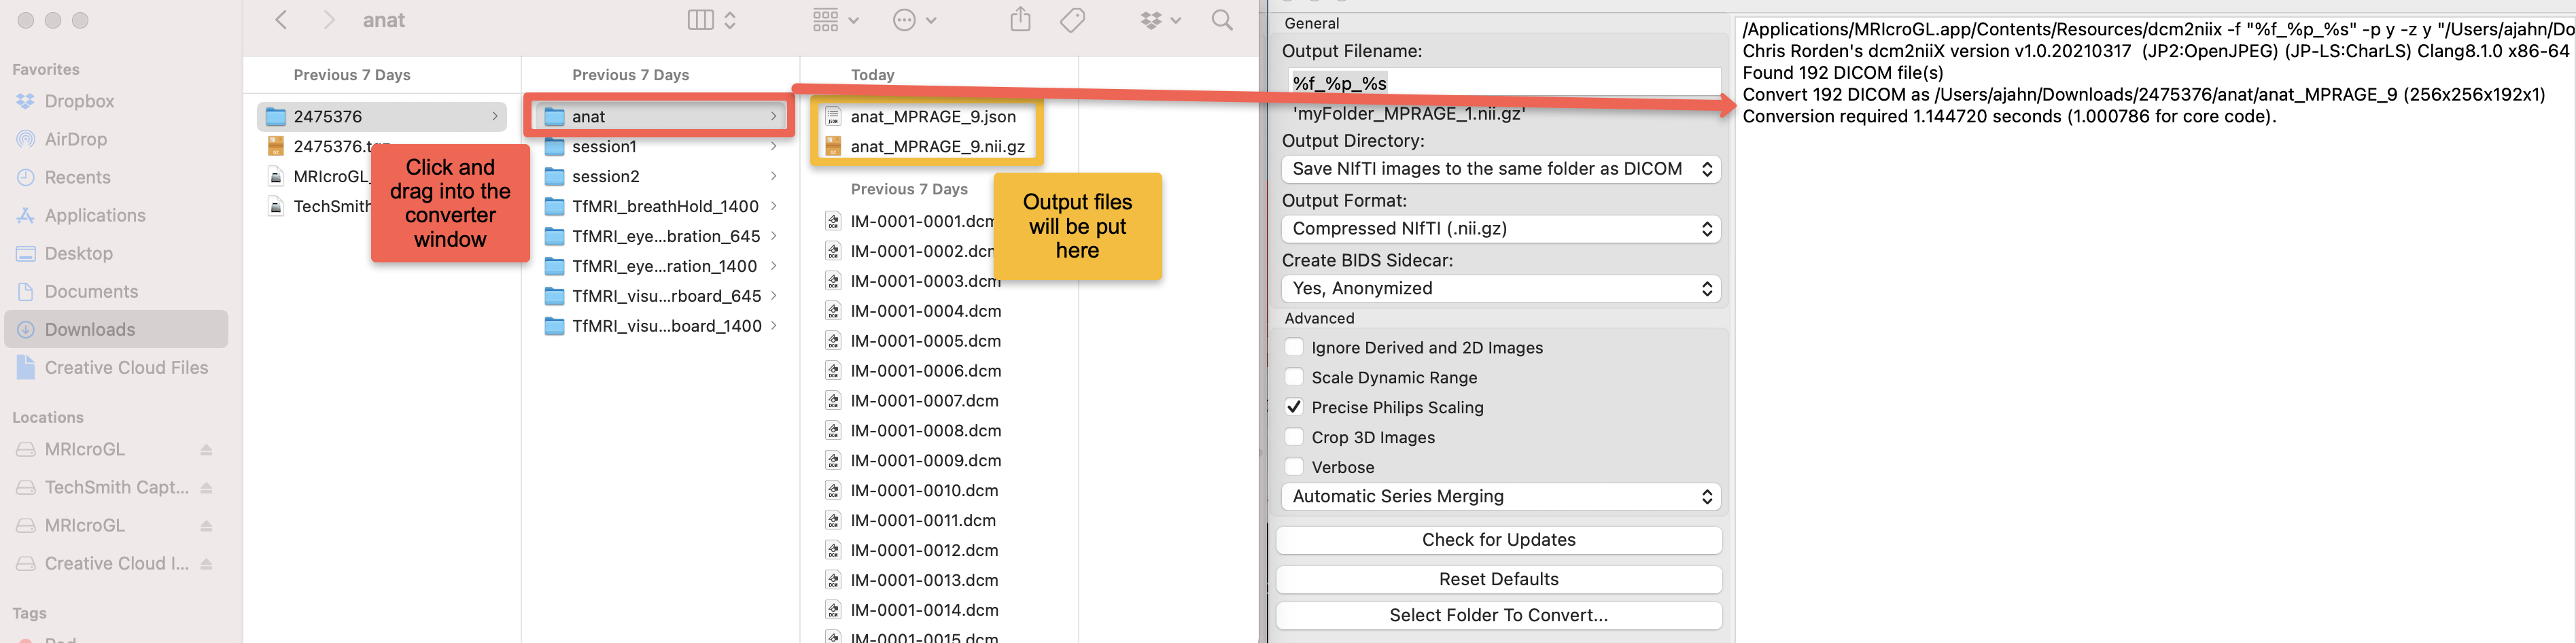 anat
Favorites
Dropbox
AirDrop
Recents
Applications
Desktop
Documents
Downloads
Creative Cloud Files
Locations
MRIcroGL
TechSmith Capt...
MRIcroGL
Creative Cloud I...
Tags
Previous 7 Days
2475376
2475376.t
MRIcroGL_
TechSmith
Click and
drag into the
converter
window
Previous 7 Days
anat
session1
session2
TfMRI_breathHold_1400
TfMRI_eye...bration_645
TfMRI_eye...ration_1400
TfMRI_visu...rboard_645
TfMRI_visu...board_1400
Today
anat_MPRAGE_9.json
anat_MPRAGE_9.nii.gz
Previous 7 Days
IM-0001-0001.dcm
IM-0001-0002.dcm
IM-0001-0003.dcm
IM-0001-0004.dcm
IM-0001-0005.dcm
IM-0001-0006.dcm
IM-0001-0007.dcm
IM-0001-0008.dcm
IM-0001-0009.dcm
IM-0001-0010.dcm
IM-0001-0011.dcm
IM-0001-0012.dcm
IM-0001-0013.dcm
IM-0001-0014.dcm
IM-0001-0015.dcm
Output files
will be put
here
General
Output Filename:
%f_%p_%s
'myFolder_MPRAGE_1.nii.gz'
Output Directory:
Save NIfTI images to the same folder as DICOM
Output Format:
Compressed NIfTI (.nii.gz)
Create BIDS Sidecar:
Yes, Anonymized
Advanced
Ignore Derived and 2D Images
Scale Dynamic Range
Precise Philips Scaling
Crop 3D Images
Verbose
Automatic Series Merging
Check for Updates
Reset Defaults
Select Folder To Convert...
/Applications/MRIcroGL.app/Contents/Resources/dcm2niix -f "%f_%p_%s" -p y -z y "/Users/ajahn/Do
Chris Rorden's dcm2niiX version v1.0.20210317 (JP2:OpenJPEG) (JP-LS:CharLS) Clang8.1.0 x86-64
Found 192 DICOM file(s)
Convert 192 DICOM as /Users/ajahn/Downloads/2475376/anat/anat_MPRAGE_9 (256x256x192x1)
Conversion required 1.144720 seconds (1.000786 for core code).